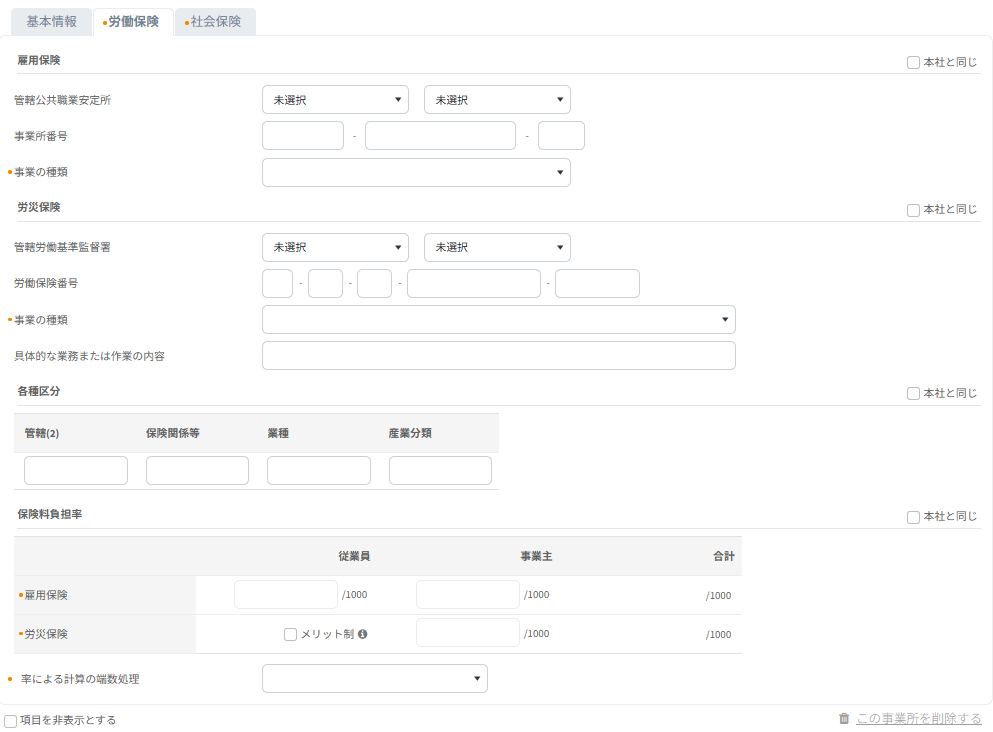 基本情報 労働保険 社会保険
雇用保険 本社と同じ
管轄公共職業安定所 未選択 未選択
事業所番号 - -
事業の種類
労災保険 本社と同じ
管轄労働基準監督署 未選択 未選択
労働保険番号 - - - -
事業の種類
具体的な業務または作業の内容
各種区分 本社と同じ
管轄(2) 保険関係等 業種 産業分類
保険料負担率 本社と同じ
従業員 事業主 合計
雇用保険 /1000 /1000 /1000
労災保険 メリット制 /1000 /1000
率による計算の端数処理
項目を非表示とする この事業所を削除する